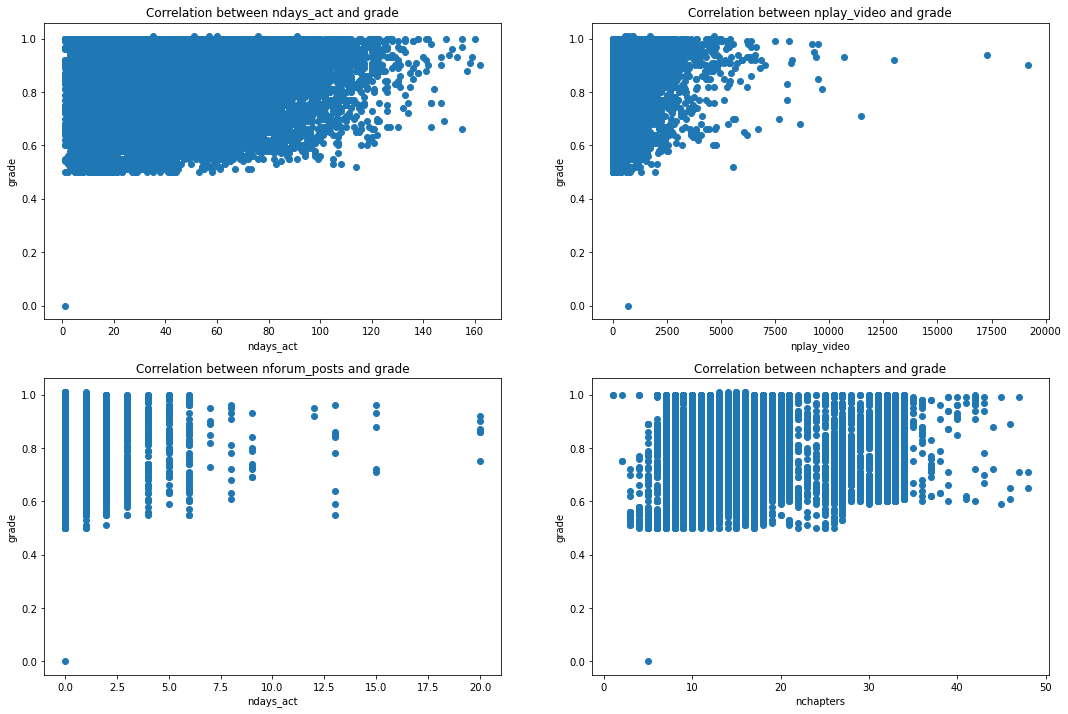 Correlation between ndays_act and grade
1.0
0.8
0.6
0.4
0.2
0.0
grade
0 20 40 60 80 100 120 140 160
ndays_act
Correlation between nplay_video and grade
1.0
0.8
0.6
0.4
0.2
0.0
grade
0 2500 5000 7500 10000 12500 15000 17500 20000
nplay_video
Correlation between nforum_posts and grade
1.0
0.8
0.6
0.4
0.2
0.0
grade
0.0 2.5 5.0 7.5 10.0 12.5 15.0 17.5 20.0
ndays_act
Correlation between nchapters and grade
1.0
0.8
0.6
0.4
0.2
0.0
grade
0 10 20 30 40 50
nchapters